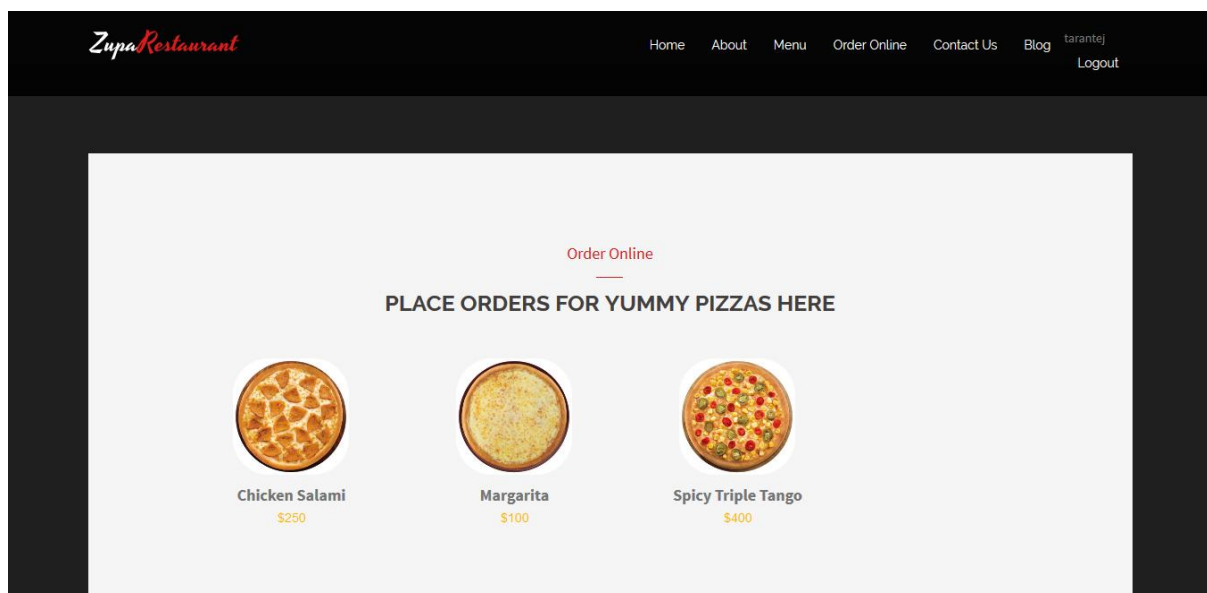 ZupaRestaurant
Home About Menu Order Online Contact Us Blog tarantej
Logout
Order Online
PLACE ORDERS FOR YUMMY PIZZAS HERE
Chicken Salami Margarita Spicy Triple Tango
$250 $100 $400